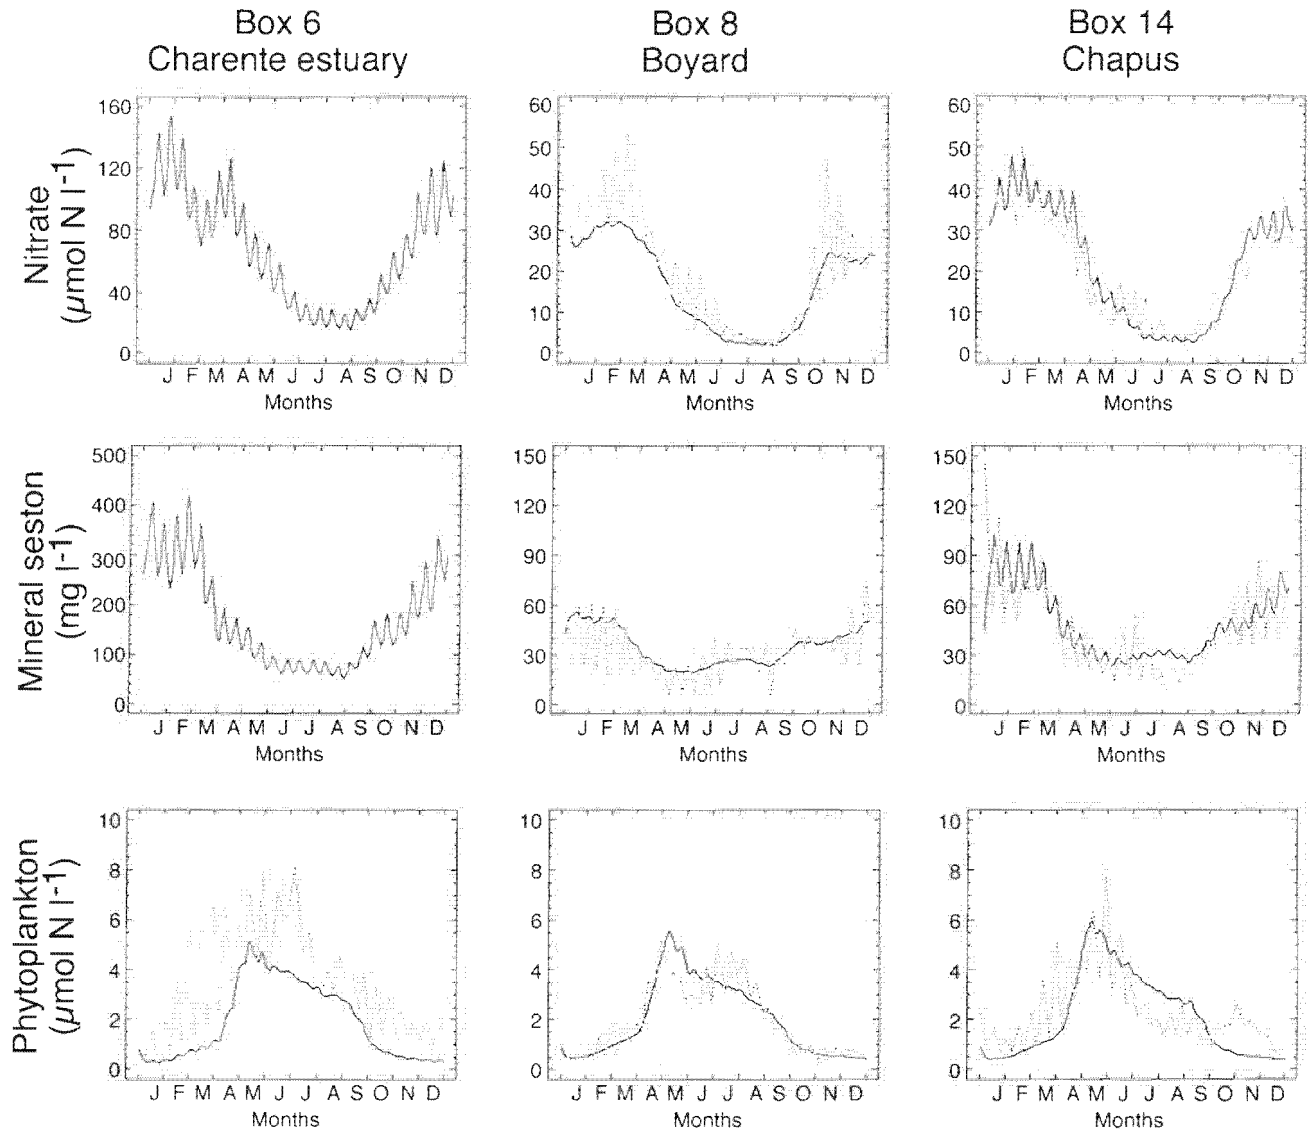 Box 6
Charente estuary
Box 8
Boyard
Box 14
Chapus
Nitrate
(µmol N l-1)
160
120
80
40
0
J F M A M J J A S O N D
Months
60
50
40
30
20
10
0
J F M A M J J A S O N D
Months
60
50
40
30
20
10
0
J F M A M J J A S O N D
Months
Mineral seston
(mg l-1)
500
400
300
200
100
0
J F M A M J J A S O N D
Months
150
120
90
60
30
0
J F M A M J J A S O N D
Months
150
120
90
60
30
0
J F M A M J J A S O N D
Months
Phytoplankton
(µmol N l-1)
10
8
6
4
2
0
J F M A M J J A S O N D
Months
10
8
6
4
2
0
J F M A M J J A S O N D
Months
10
8
6
4
2
0
J F M A M J J A S O N D
Months